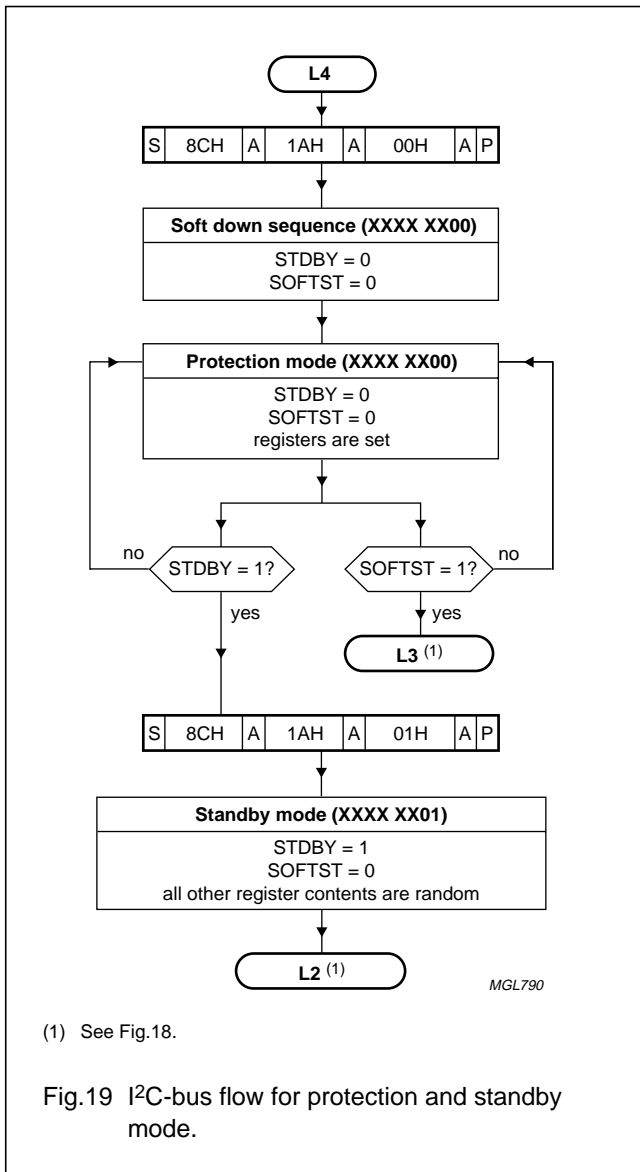 L4
S 8CH A 1AH A 00H A P
Soft down sequence (XXXX XX00)
STDBY = 0
SOFTST = 0
Protection mode (XXXX XX00)
STDBY = 0
SOFTST = 0
registers are set
no STDBY = 1? SOFTST = 1? no
yes yes
L3 (1)
S 8CH A 1AH A 01H A P
Standby mode (XXXX XX01)
STDBY = 1
SOFTST = 0
all other register contents are random
L2 (1)
MGL790
(1) See Fig.18.
Fig.19 I²C-bus flow for protection and standby
mode.